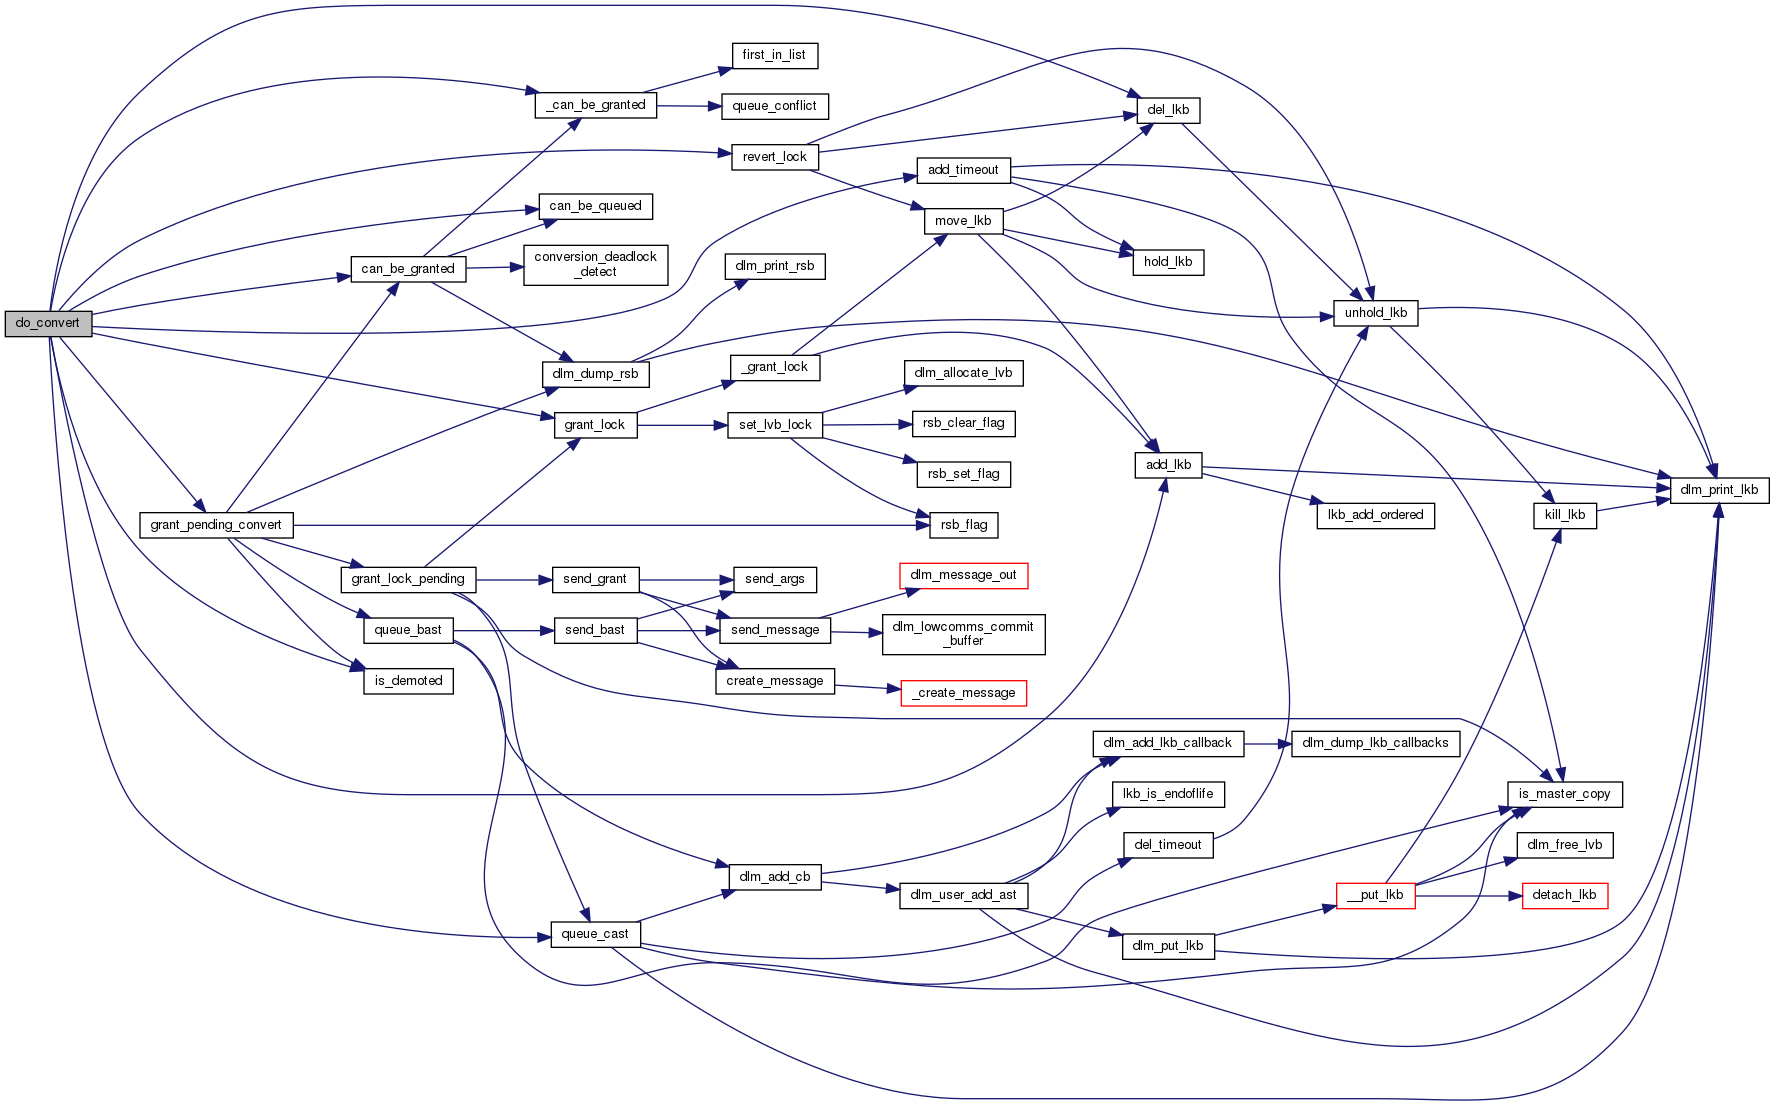 first_in_list
_can_be_granted
queue_conflict
del_lkb
revert_lock
add_timeout
can_be_queued
move_lkb
conversion_deadlock
_detect
can_be_granted
dlm_print_rsb
hold_lkb
do_convert
unhold_lkb
dlm_dump_rsb
_grant_lock
dlm_allocate_lvb
grant_lock
set_lvb_lock
rsb_clear_flag
add_lkb
rsb_set_flag
dlm_print_lkb
grant_pending_convert
rsb_flag
lkb_add_ordered
kill_lkb
grant_lock_pending
send_grant
send_args
dlm_message_out
queue_bast
send_bast
send_message
dlm_lowcomms_commit
_buffer
is_demoted
create_message
_create_message
dlm_add_lkb_callback
dlm_dump_lkb_callbacks
lkb_is_endoflife
is_master_copy
del_timeout
dlm_free_lvb
dlm_add_cb
dlm_user_add_ast
__put_lkb
detach_lkb
queue_cast
dlm_put_lkb